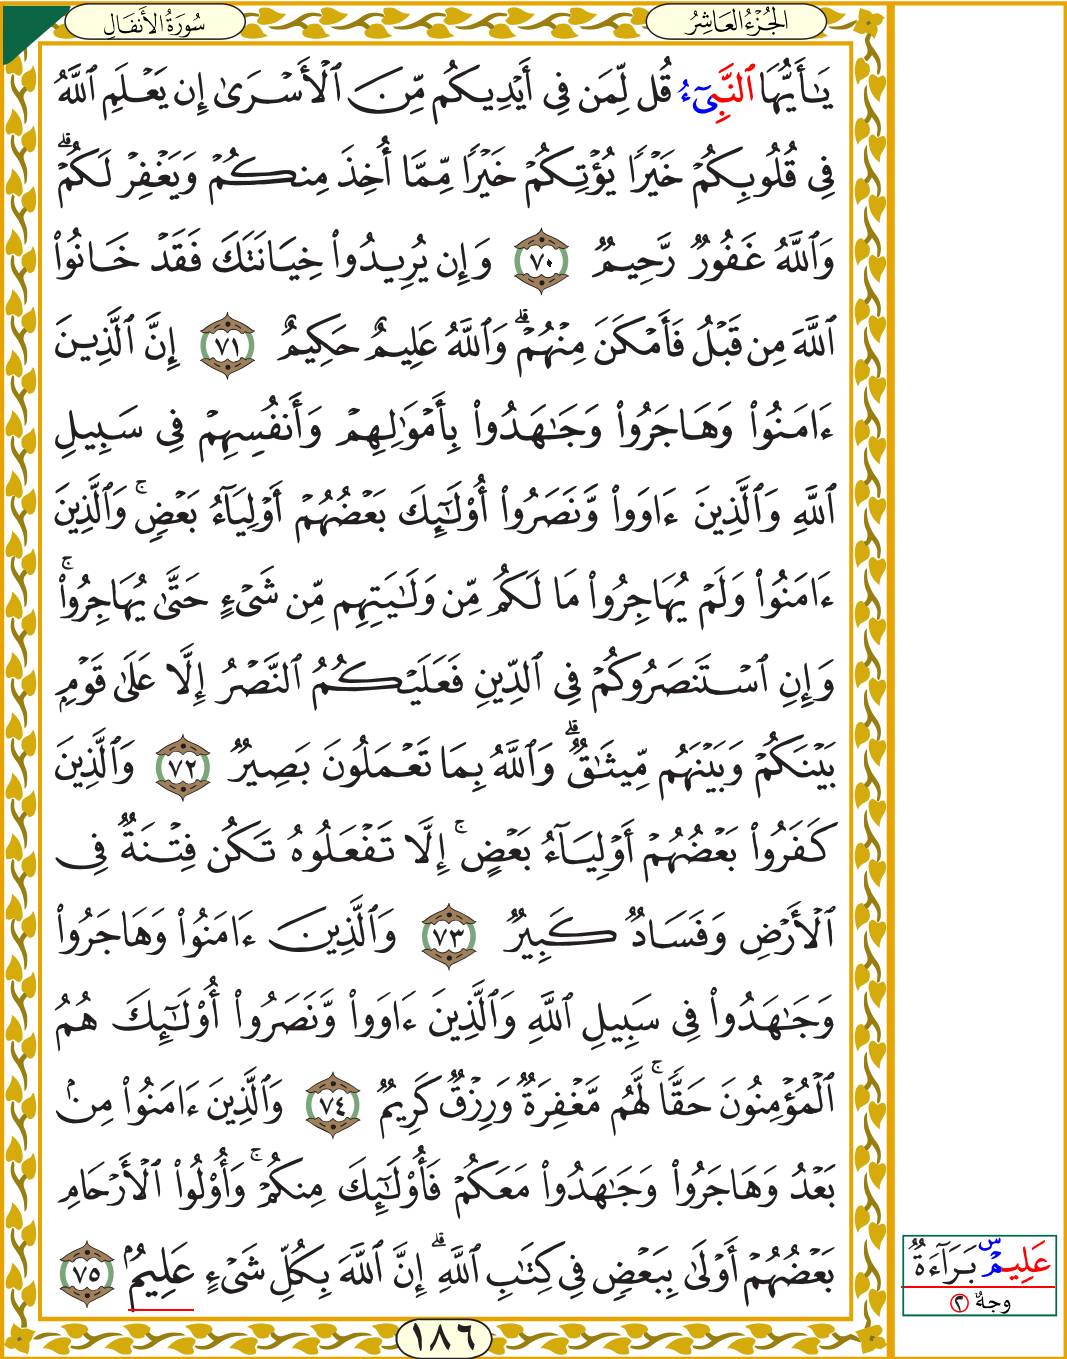 الجُزْءُ العَاشِرُ
سُورَةُ الأَنفَالِ
يَـٰٓأَيُّهَا ٱلنَّبِىٓءُ قُل لِّمَن فِىٓ أَيْدِيكُم مِّنَ ٱلْأَسْرَىٰٓ إِن يَعْلَمِ ٱللَّهُ
فِى قُلُوبِكُمْ خَيْرًا يُؤْتِكُمْ خَيْرًا مِّمَّآ أُخِذَ مِنكُمْ وَيَغْفِرْ لَكُمْ ۗ
وَٱللَّهُ غَفُورٌ رَّحِيمٌ ٧٠ وَإِن يُرِيدُوا۟ خِيَانَتَكَ فَقَدْ خَانُوا۟
ٱللَّهَ مِن قَبْلُ فَأَمْكَنَ مِنْهُمْ ۗ وَٱللَّهُ عَلِيمٌ حَكِيمٌ ٧١ إِنَّ ٱلَّذِينَ
ءَامَنُوا۟ وَهَاجَرُوا۟ وَجَـٰهَدُوا۟ بِأَمْوَٰلِهِمْ وَأَنفُسِهِمْ فِى سَبِيلِ
ٱللَّهِ وَٱلَّذِينَ ءَاوَوا۟ وَّنَصَرُوٓا۟ أُو۟لَـٰٓئِكَ بَعْضُهُمْ أَوْلِيَآءُ بَعْضٍ ۚ وَٱلَّذِينَ
ءَامَنُوا۟ وَلَمْ يُهَاجِرُوا۟ مَا لَكُم مِّن وَلَـٰيَتِهِم مِّن شَىْءٍ حَتَّىٰ يُهَاجِرُوا۟ ۚ
وَإِنِ ٱسْتَنصَرُوكُمْ فِى ٱلدِّينِ فَعَلَيْكُمُ ٱلنَّصْرُ إِلَّا عَلَىٰ قَوْمٍ
بَيْنَكُمْ وَبَيْنَهُم مِّيثَـٰقٌ ۗ وَٱللَّهُ بِمَا تَعْمَلُونَ بَصِيرٌ ٧٢ وَٱلَّذِينَ
كَفَرُوا۟ بَعْضُهُمْ أَوْلِيَآءُ بَعْضٍ ۚ إِلَّا تَفْعَلُوهُ تَكُن فِتْنَةٌ فِى
ٱلْأَرْضِ وَفَسَادٌ كَبِيرٌ ٧٣ وَٱلَّذِينَ ءَامَنُوا۟ وَهَاجَرُوا۟
وَجَـٰهَدُوا۟ فِى سَبِيلِ ٱللَّهِ وَٱلَّذِينَ ءَاوَوا۟ وَّنَصَرُوٓا۟ أُو۟لَـٰٓئِكَ هُمُ
ٱلْمُؤْمِنُونَ حَقًّا ۚ لَّهُم مَّغْفِرَةٌ وَرِزْقٌ كَرِيمٌ ٧٤ وَٱلَّذِينَ ءَامَنُوا۟ مِنۢ
بَعْدُ وَهَاجَرُوا۟ وَجَـٰهَدُوا۟ مَعَكُمْ فَأُو۟لَـٰٓئِكَ مِنكُمْ ۚ وَأُو۟لُوا۟ ٱلْأَرْحَامِ
بَعْضُهُمْ أَوْلَىٰ بِبَعْضٍ فِى كِتَـٰبِ ٱللَّهِ ۗ إِنَّ ٱللَّهَ بِكُلِّ شَىْءٍ عَلِيمٌۢ ٧٥
عَلِيمٌ س بَرَآءَةٌ
وجهٌ ٢
١٨٦